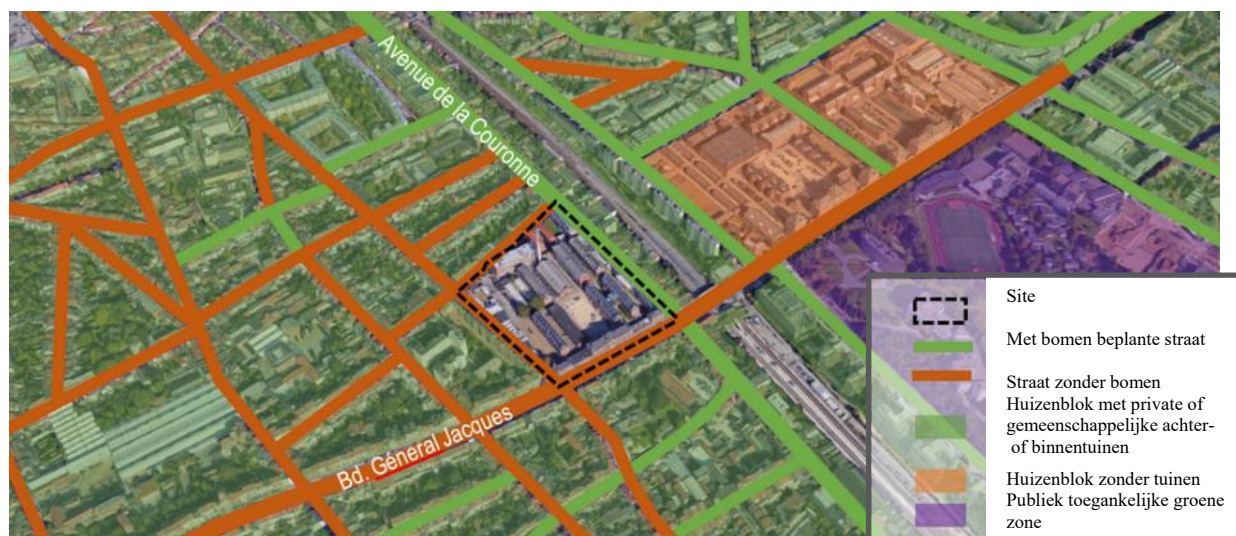 Avenue de la Couronne
Bd. Géneral Jacques
Site
Met bomen beplante straat
Straat zonder bomen
Huizenblok met private of
gemeenschappelijke achter-
of binnentuinen
Huizenblok zonder tuinen
Publiek toegankelijke groene
zone